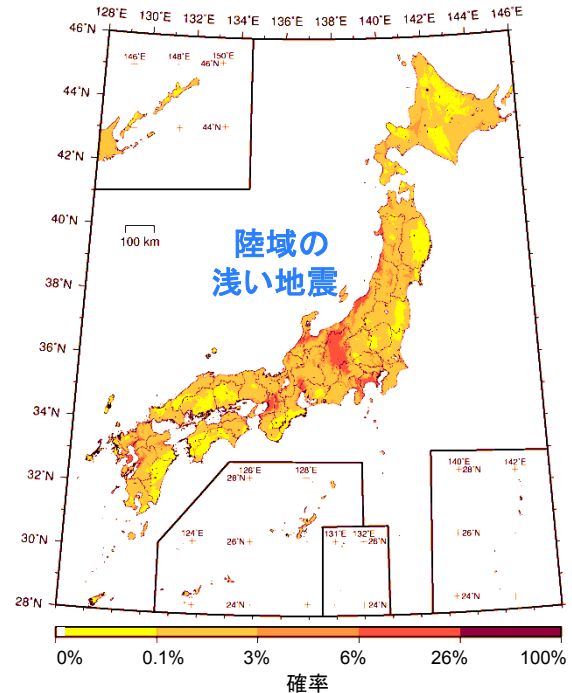 128˚E 130˚E 132˚E 134˚E 136˚E 138˚E 140˚E 142˚E 144˚E 146˚E
46˚N
146˚E 148˚E 150˚E
46˚N
44˚N
44˚N
42˚N
40˚N
100 km
陸域の
浅い地震
38˚N
36˚N
34˚N
32˚N
126˚E 128˚E
28˚N
140˚E 142˚E
28˚N
124˚E
131˚E 132˚E
30˚N
26˚N
26˚N
26˚N
28˚N
24˚N
24˚N
24˚N
0% 0.1% 3% 6% 26% 100%
確率